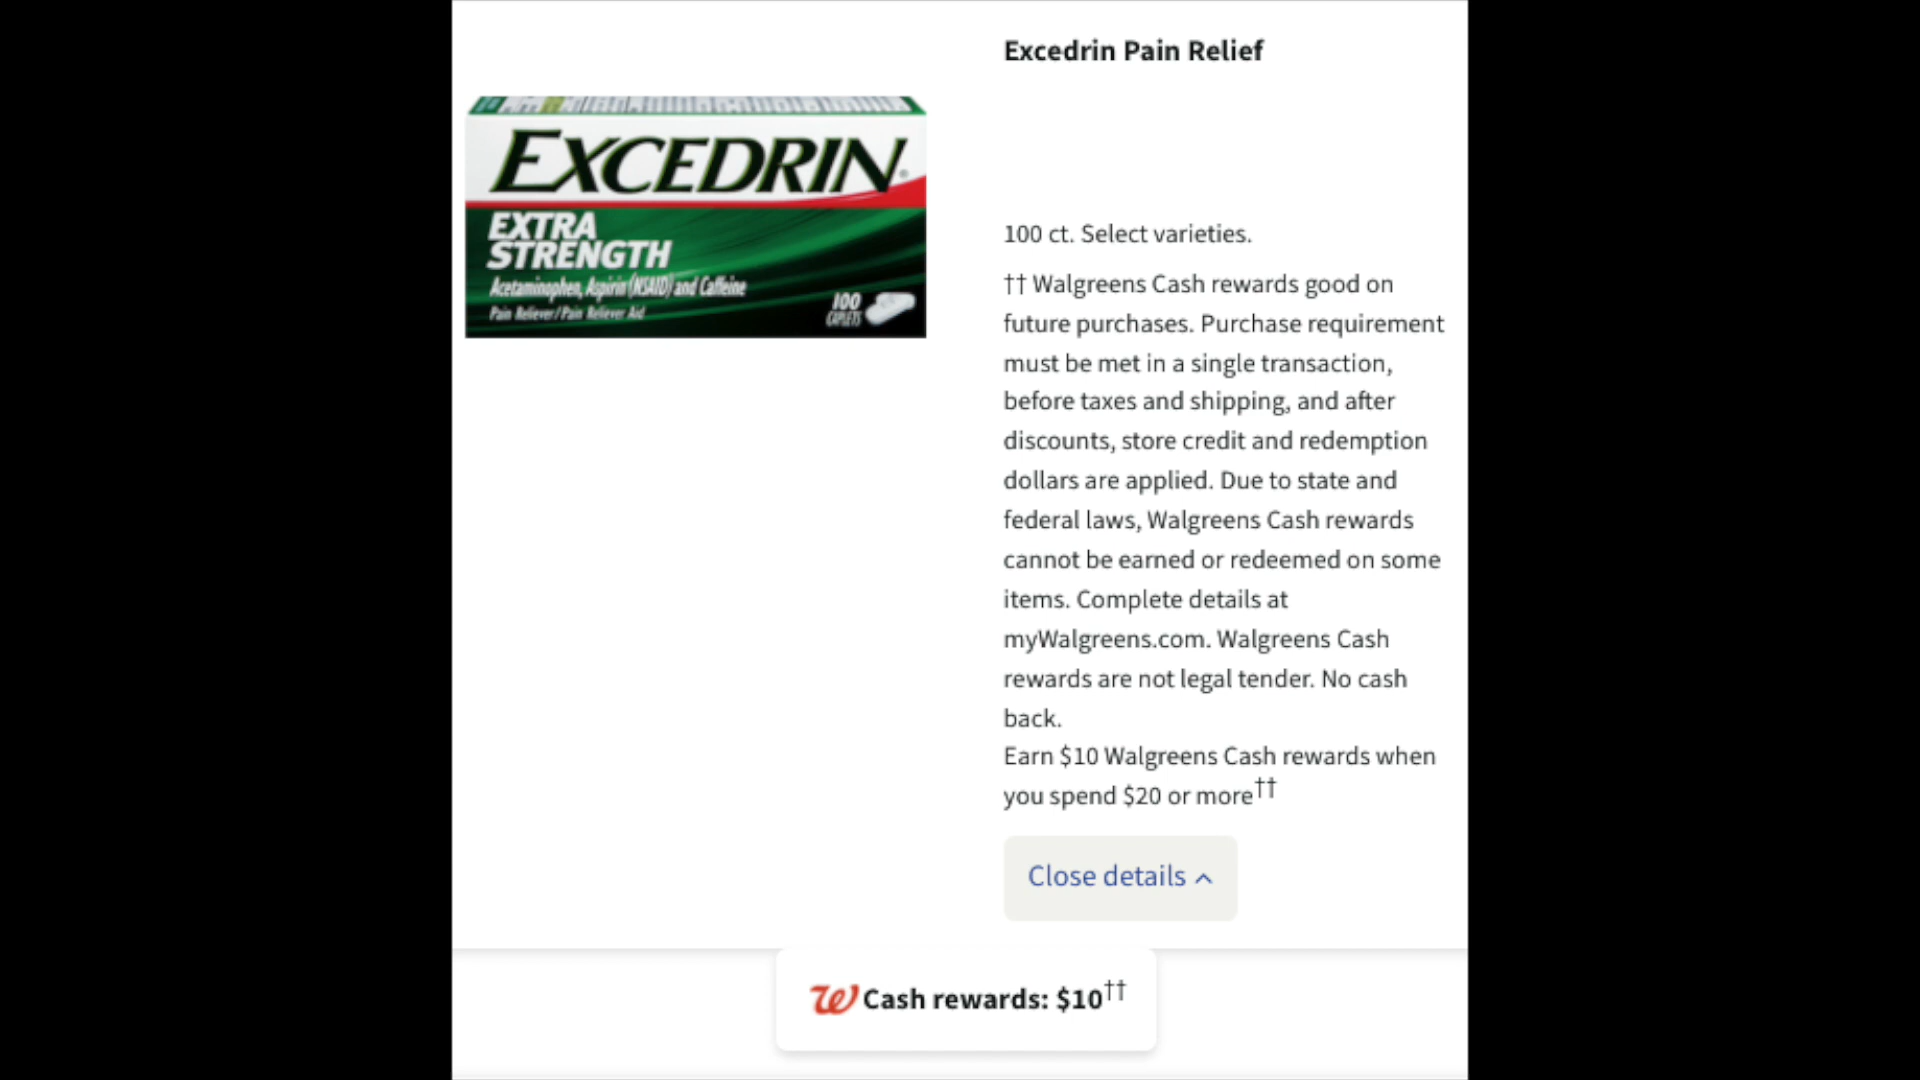 Excedrin Pain Relief
EXCEDRIN®
EXTRA
STRENGTH
Acetaminophen, Aspirin (NSAID) and Caffeine
Pain Reliever/Pain Reliever Aid
100
CAPLETS
100 ct. Select varieties.
†† Walgreens Cash rewards good on
future purchases. Purchase requirement
must be met in a single transaction,
before taxes and shipping, and after
discounts, store credit and redemption
dollars are applied. Due to state and
federal laws, Walgreens Cash rewards
cannot be earned or redeemed on some
items. Complete details at
myWalgreens.com. Walgreens Cash
rewards are not legal tender. No cash
back.
Earn $10 Walgreens Cash rewards when
you spend $20 or more††
Close details
W Cash rewards: $10††